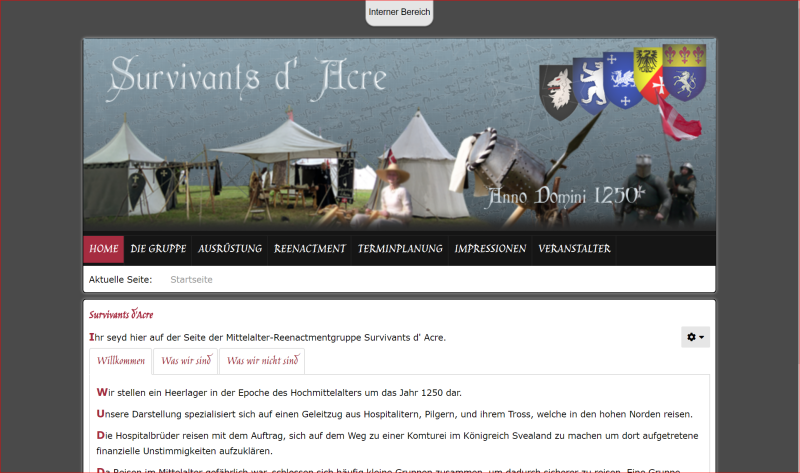 Interner Bereich
Survivants d' Acre
Anno Domini 1250
HOME DIE GRUPPE AUSRÜSTUNG REENACTMENT TERMINPLANUNG IMPRESSIONEN VERANSTALTER
Aktuelle Seite: Startseite
Survivants d'Acre
Ihr seyd hier auf der Seite der Mittelalter-Reenactmentgruppe Survivants d' Acre.
Willkommen Was wir sind Was wir nicht sind
Wir stellen ein Heerlager in der Epoche des Hochmittelalters um das Jahr 1250 dar.
Unsere Darstellung spezialisiert sich auf einen Geleitzug aus Hospitalitern, Pilgern, und ihrem Tross, welche in den hohen Norden reisen.
Die Hospitalbrüder reisen mit dem Auftrag, sich auf dem Weg zu einer Komturei im Königreich Svealand zu machen um dort aufgetretene
finanzielle Unstimmigkeiten aufzuklären.
Da Reisen im Mittelalter gefährlich war, schlossen sich häufig kleine Gruppen zusammen, um dadurch sicherer zu reisen. Eine Gruppe